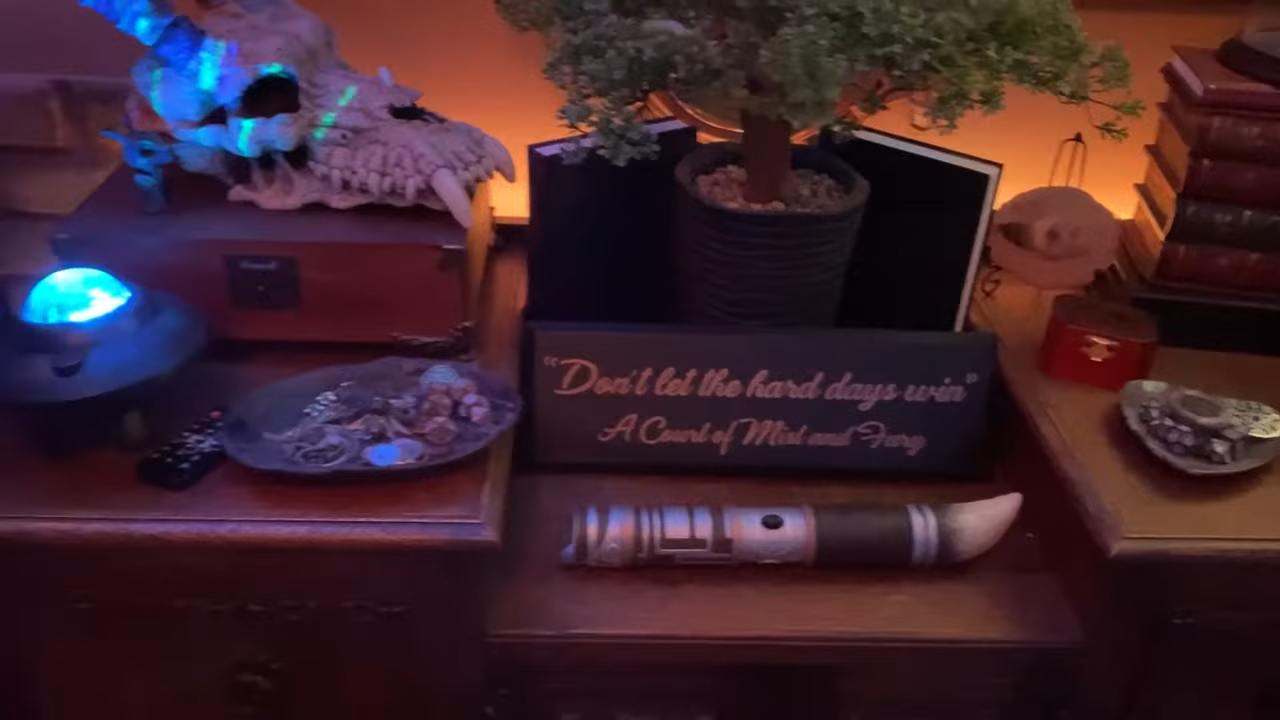 “Don't let the hard days win”
A Court of Mist and Fury